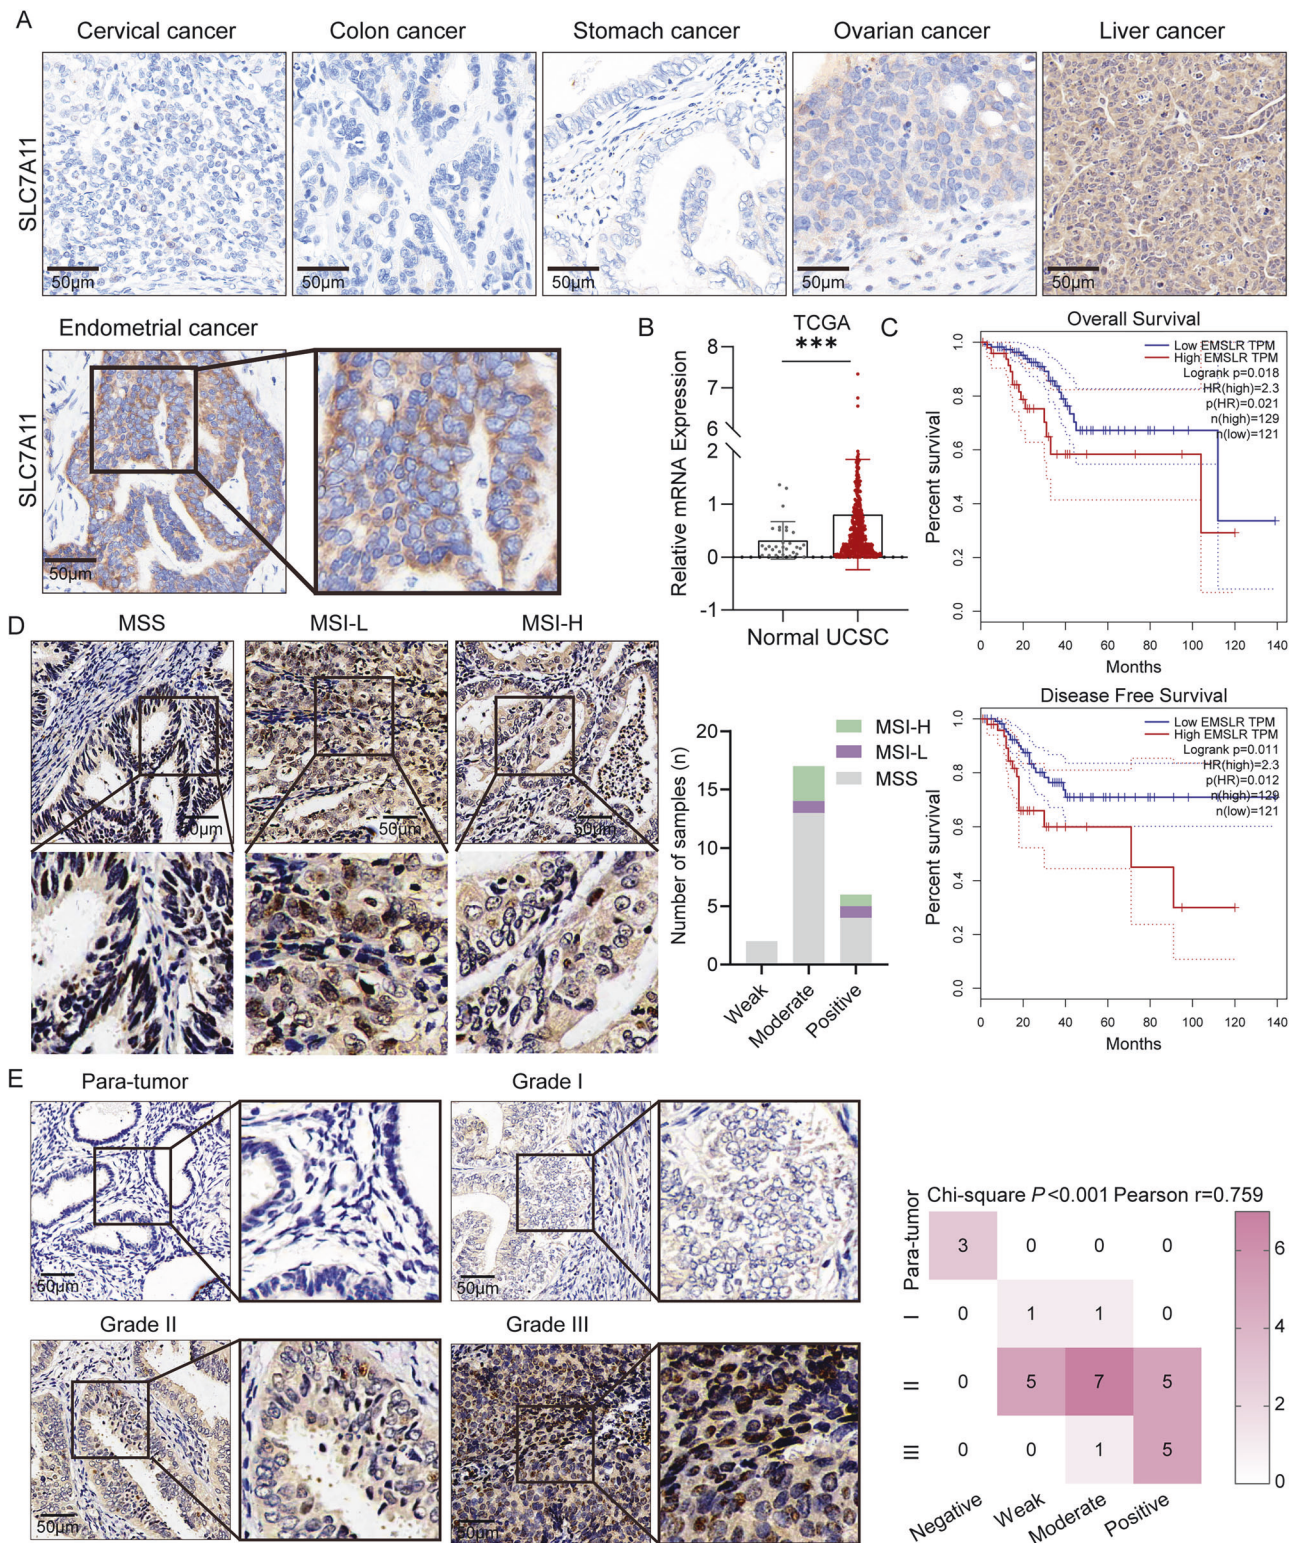 A
Cervical cancer
Colon cancer
Stomach cancer
Ovarian cancer
Liver cancer
SLC7A11
50μm
50μm
50μm
50μm
50μm
Endometrial cancer
SLC7A11
50μm
B
TCGA
***
Relative mRNA Expression
8
7
6
2
1
0
-1
Normal UCSC
C
Overall Survival
Low EMSLR TPM
High EMSLR TPM
Logrank p=0.018
HR(high)=2.3
p(HR)=0.021
n(high)=129
n(low)=121
Percent survival
1.0
0.8
0.6
0.4
0.2
0.0
0 20 40 60 80 100 120 140
Months
Disease Free Survival
Low EMSLR TPM
High EMSLR TPM
Logrank p=0.011
HR(high)=2.3
p(HR)=0.012
n(high)=129
n(low)=121
Percent survival
1.0
0.8
0.6
0.4
0.2
0.0
0 20 40 60 80 100 120 140
Months
D
MSS
MSI-L
MSI-H
50μm
50μm
50μm
Number of samples (n)
20
15
10
5
0
MSI-H
MSI-L
MSS
Weak
Moderate
Positive
E
Para-tumor
Grade I
50μm
50μm
Grade II
Grade III
50μm
50μm
Chi-square P<0.001 Pearson r=0.759
Para-tumor
3 0 0 0
I
0 1 1 0
II
0 5 7 5
III
0 0 1 5
Negative
Weak
Moderate
Positive
6
4
2
0